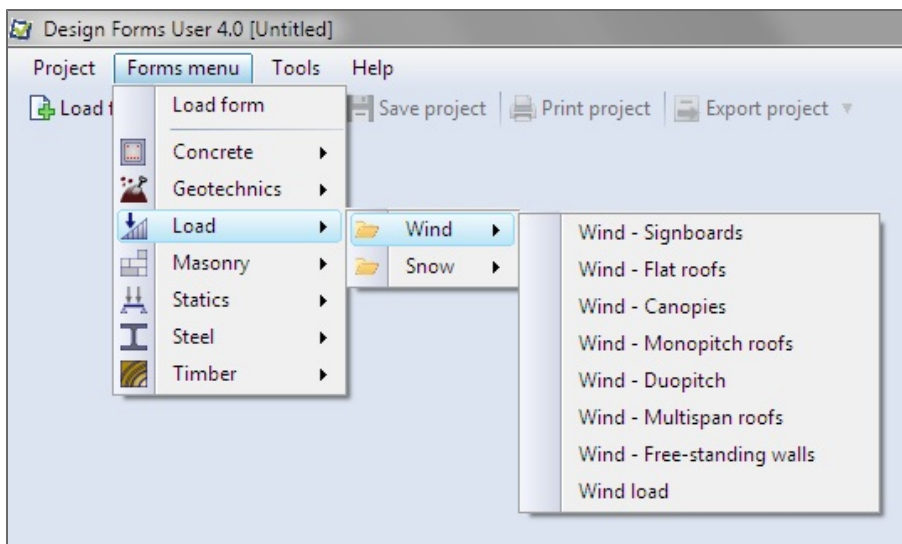 Design Forms User 4.0 [Untitled]
Project Forms menu Tools Help
Load Save project Print project Export project
Load form
Concrete
Geotechnics
Load
Masonry
Statics
Steel
Timber
Wind
Snow
Wind - Signboards
Wind - Flat roofs
Wind - Canopies
Wind - Monopitch roofs
Wind - Duopitch
Wind - Multispan roofs
Wind - Free-standing walls
Wind load